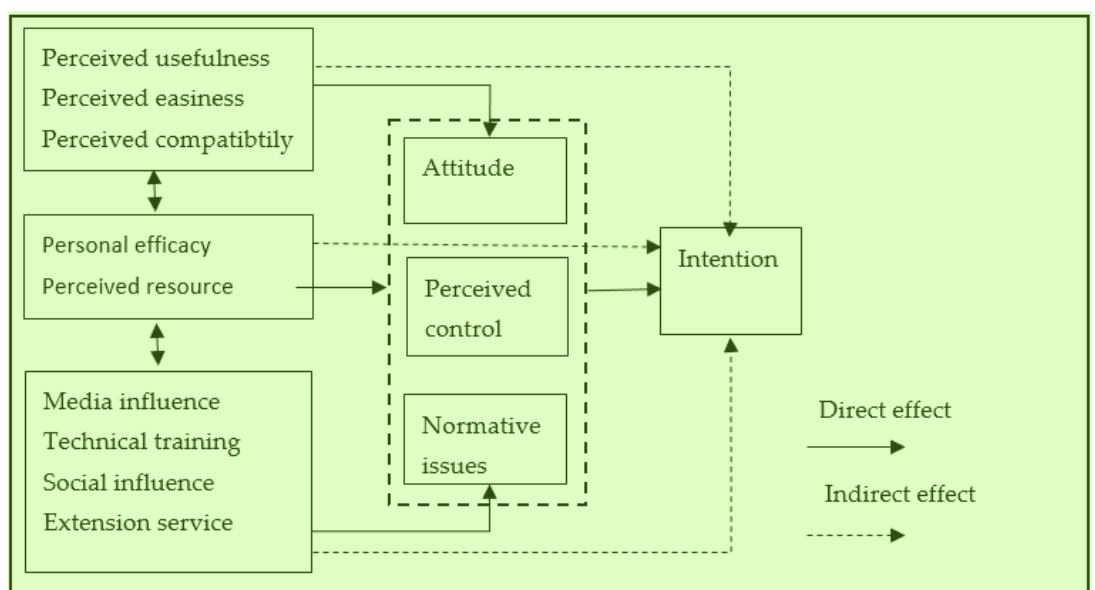 Perceived usefulness
Perceived easiness
Perceived compatibtily
Attitude
Personal efficacy
Perceived resource
Intention
Perceived
control
Media influence
Technical training
Social influence
Extension service
Normative
issues
Direct effect
Indirect effect